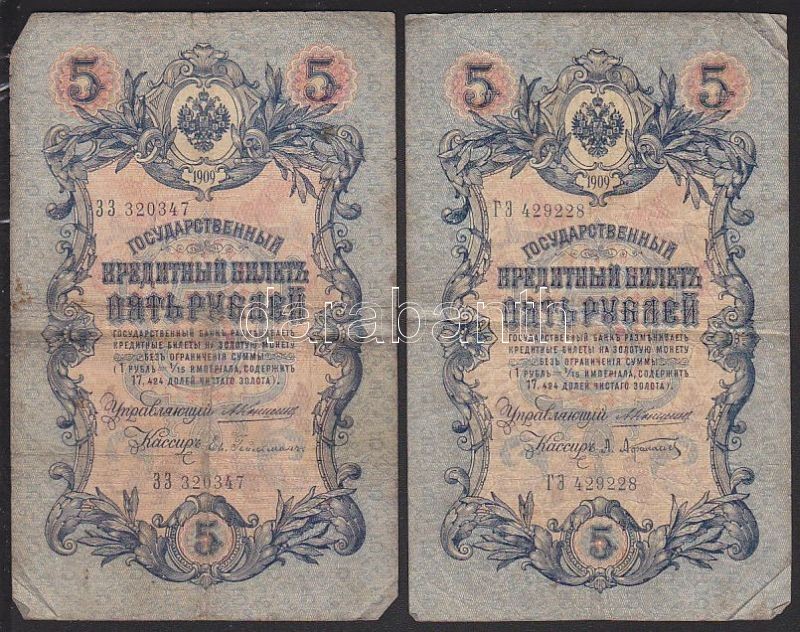 5 5
1909
ЗЗ 320347
ГОСУДАРСТВЕННЫЙ
КРЕДИТНЫЙ БИЛЕТЪ
ПЯТЬ РУБЛЕЙ
ГОСУДАРСТВЕННЫЙ БАНКЪ РАЗМѢНИВАЕТЪ
КРЕДИТНЫЕ БИЛЕТЫ НА ЗОЛОТУЮ МОНЕТУ
БЕЗЪ ОГРАНИЧЕНІЯ СУММЫ
(1 РУБЛЬ = 1/15 ИМПЕРІАЛА, СОДЕРЖИТЪ
17,424 ДОЛЕЙ ЧИСТАГО ЗОЛОТА).
Управляющій
Кассиръ
ЗЗ 320347
5
5 5
1909
ГЭ 429228
ГОСУДАРСТВЕННЫЙ
КРЕДИТНЫЙ БИЛЕТЪ
ПЯТЬ РУБЛЕЙ
ГОСУДАРСТВЕННЫЙ БАНКЪ РАЗМѢНИВАЕТЪ
КРЕДИТНЫЕ БИЛЕТЫ НА ЗОЛОТУЮ МОНЕТУ
БЕЗЪ ОГРАНИЧЕНІЯ СУММЫ
(1 РУБЛЬ = 1/15 ИМПЕРІАЛА, СОДЕРЖИТЪ
17,424 ДОЛЕЙ ЧИСТАГО ЗОЛОТА).
Управляющій
Кассиръ
ГЭ 429228
5
darabanth